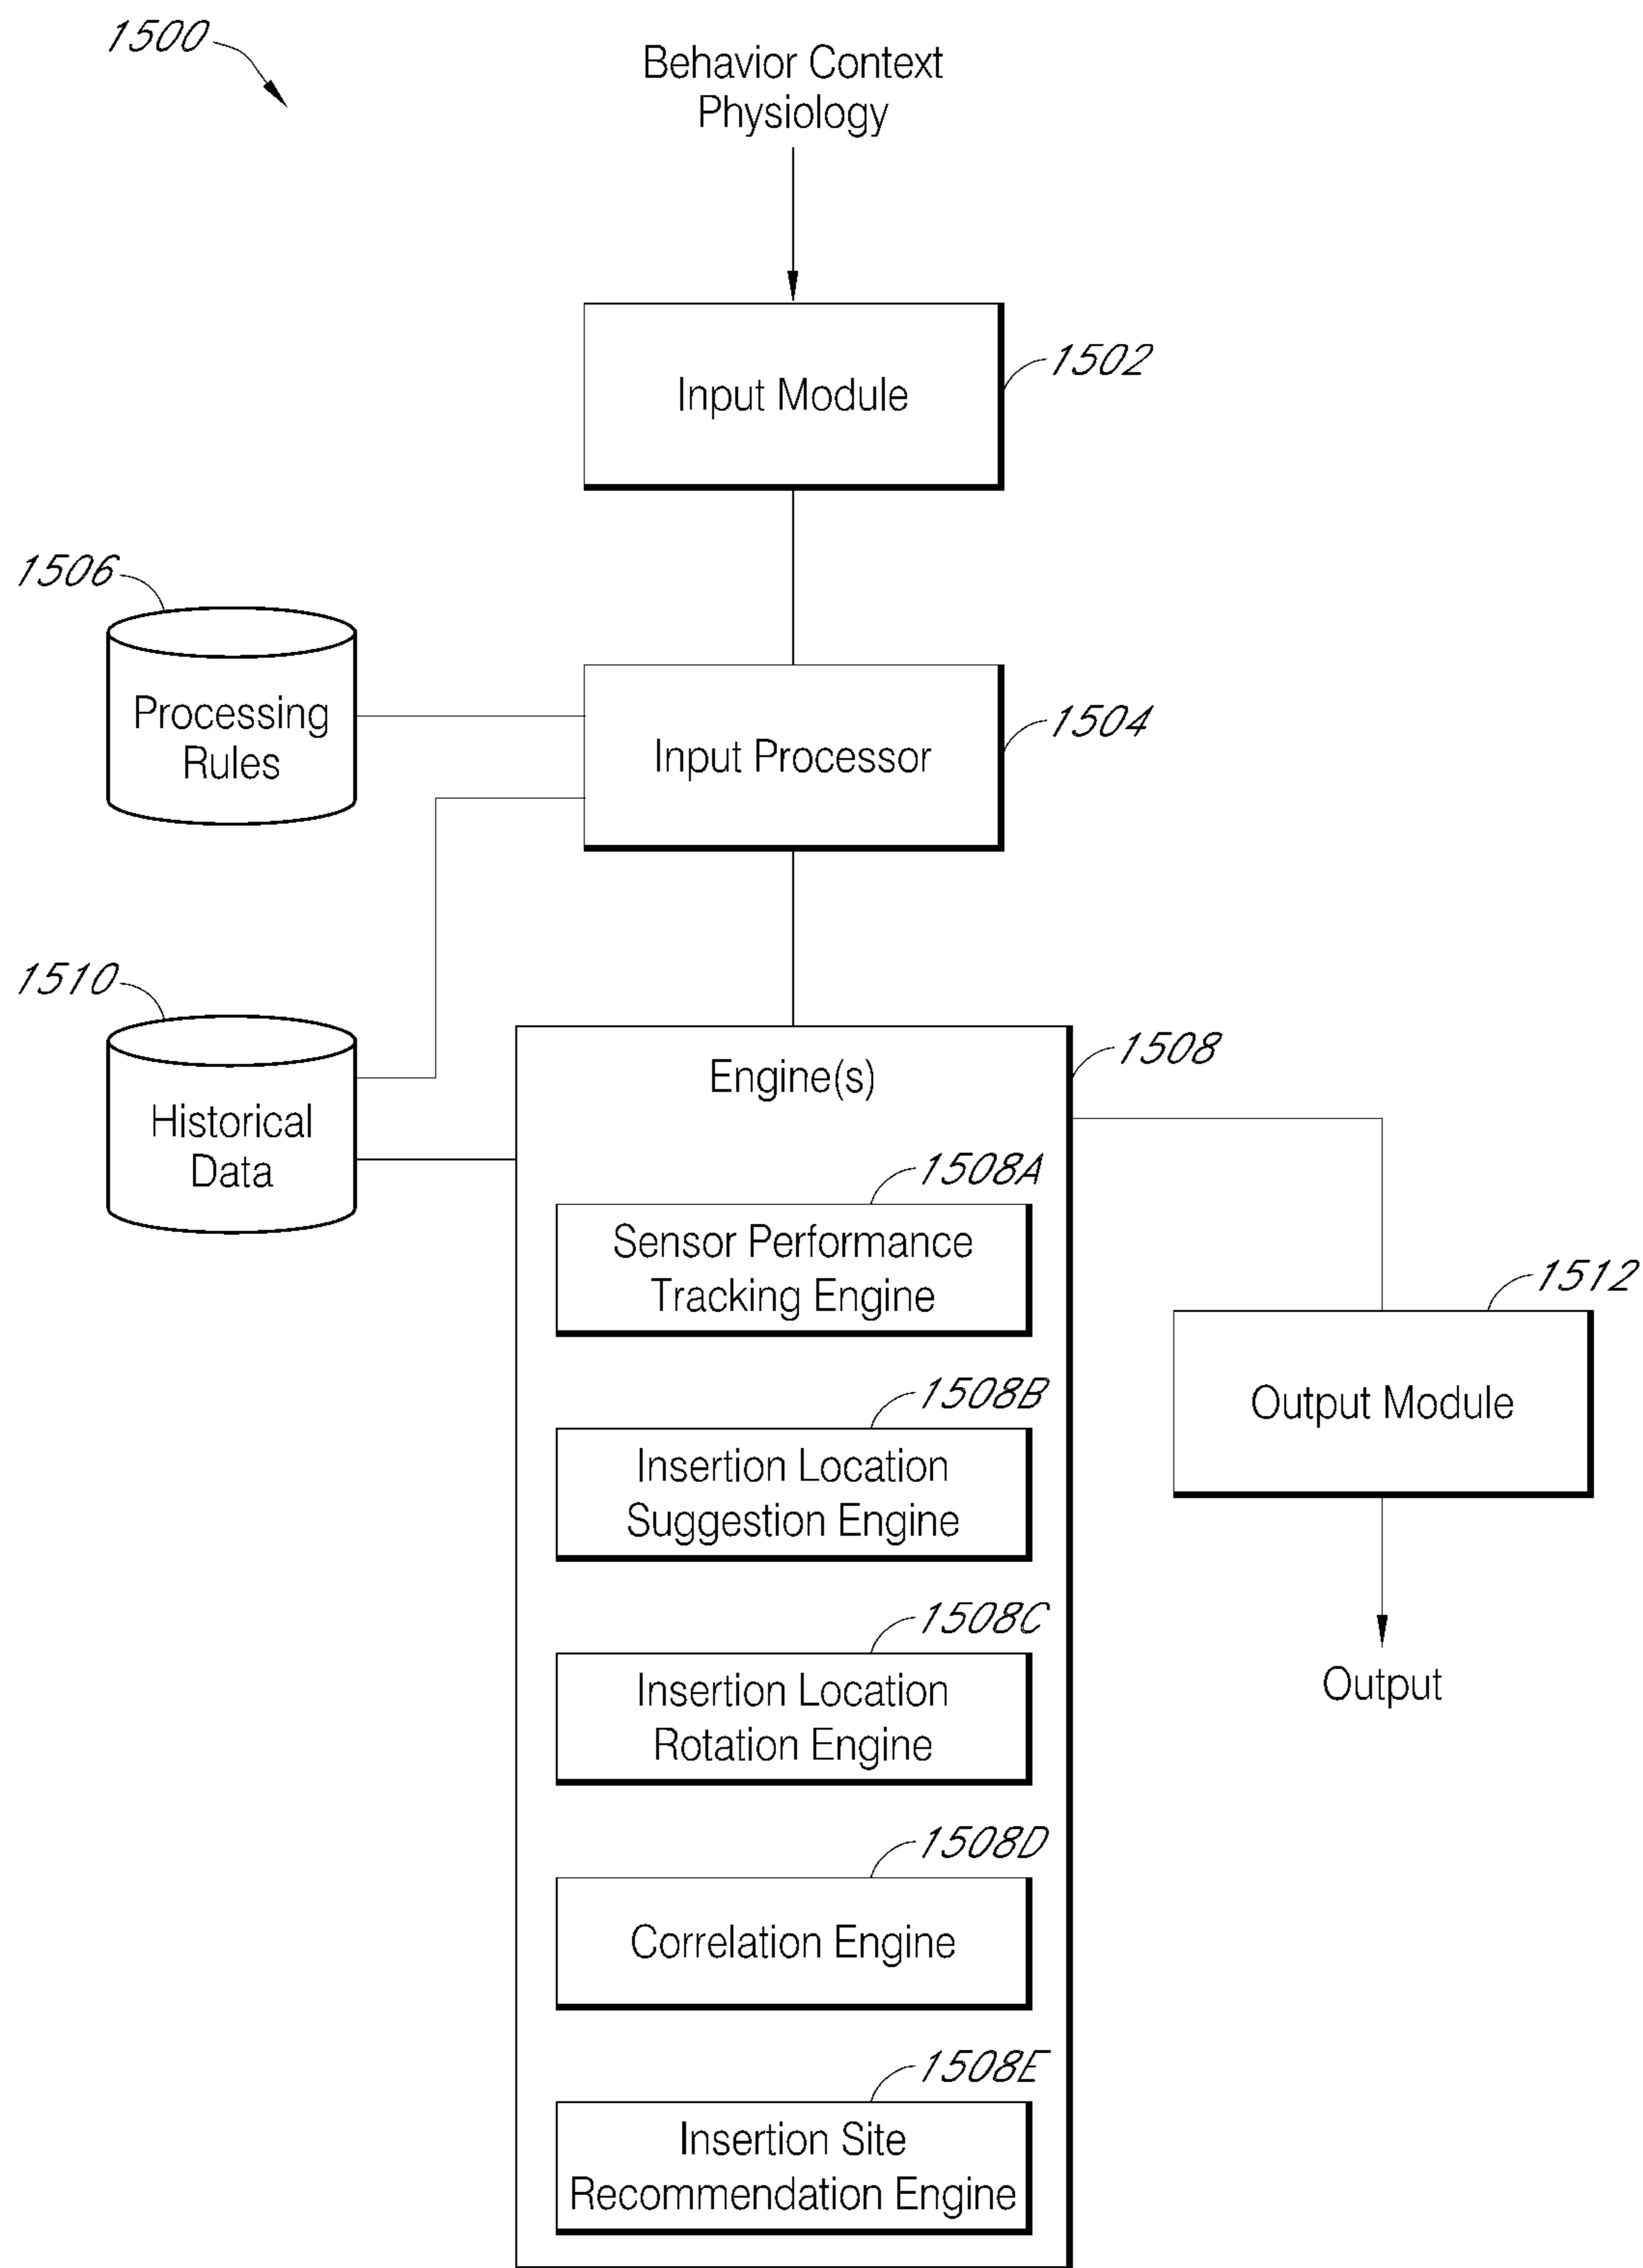 1500
Behavior Context
Physiology
Input Module
1502
1506
Processing
Rules
Input Processor
1504
1510
Historical
Data
Engine(s)
1508
1508A
Sensor Performance
Tracking Engine
1508B
Insertion Location
Suggestion Engine
1508C
Insertion Location
Rotation Engine
1508D
Correlation Engine
1508E
Insertion Site
Recommendation Engine
1512
Output Module
Output